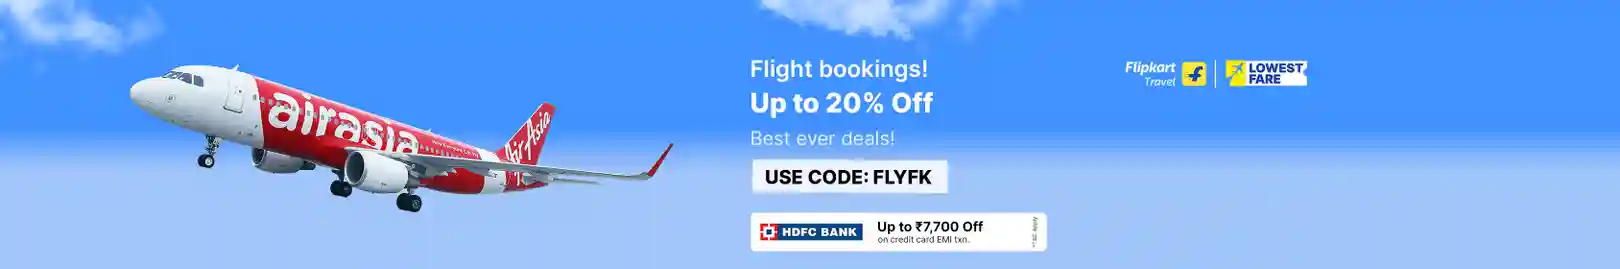 Flight bookings!
Up to 20% Off
Best ever deals!
USE CODE: FLYFK
HDFC BANK
Up to ₹7,700 Off
on credit card EMI txn.
Flipkart
Travel
LOWEST
FARE
airasia
AirAsia